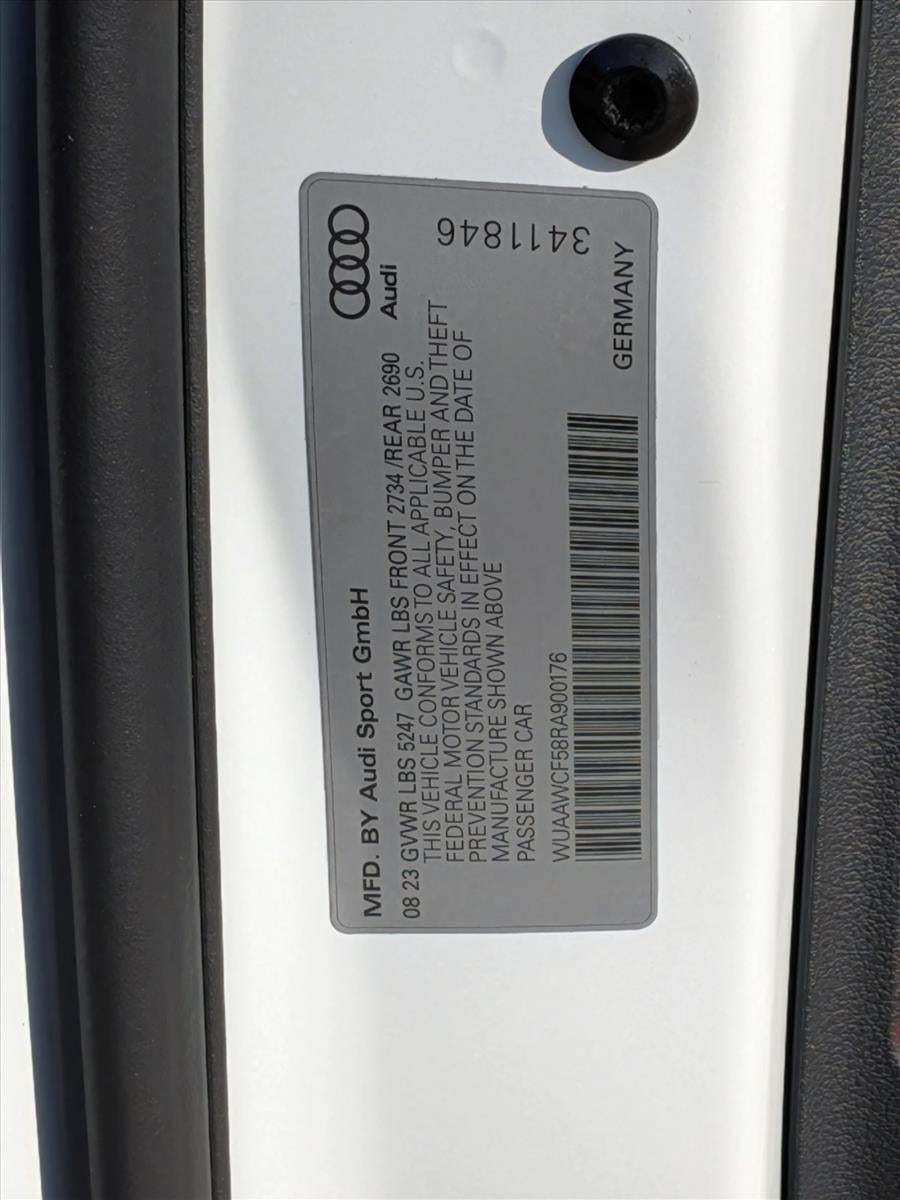 MFD. BY Audi Sport GmbH
Audi
08 23 GVWR LBS 5247 GAWR LBS FRONT 2734/REAR 2690
THIS VEHICLE CONFORMS TO ALL APPLICABLE U.S.
FEDERAL MOTOR VEHICLE SAFETY, BUMPER AND THEFT
PREVENTION STANDARDS IN EFFECT ON THE DATE OF
MANUFACTURE SHOWN ABOVE
PASSENGER CAR
3411846
WUAAWCF58RA900176
GERMANY